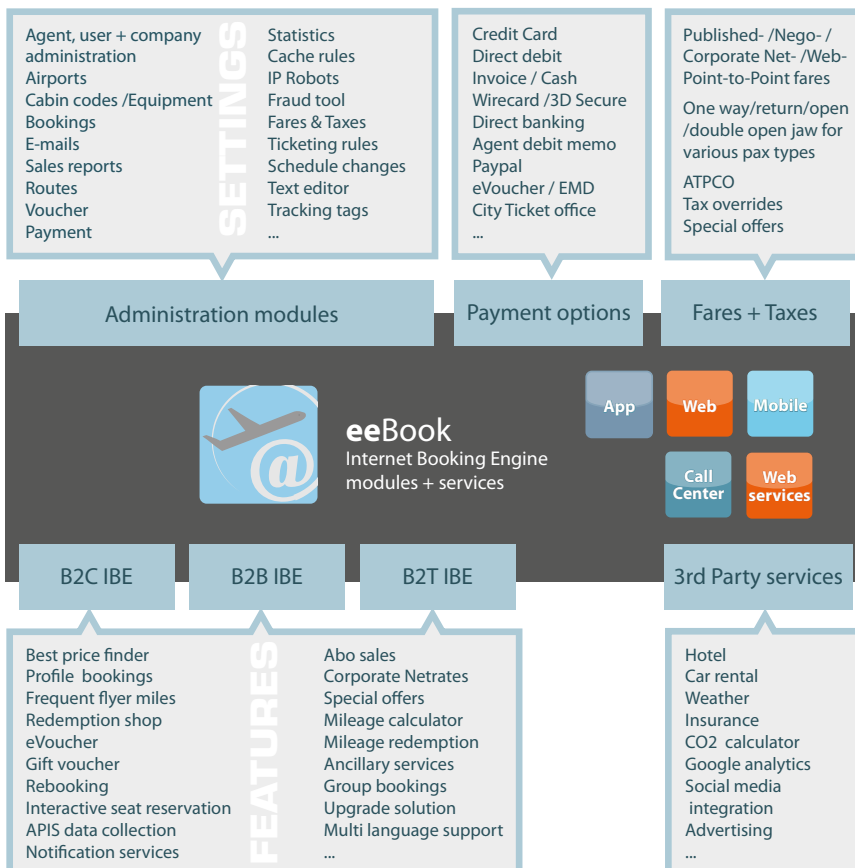 Agent, user + company
administration
Airports
Cabin codes /Equipment
Bookings
E-mails
Sales reports
Routes
Voucher
Payment
SETTINGS
Statistics
Cache rules
IP Robots
Fraud tool
Fares & Taxes
Ticketing rules
Schedule changes
Text editor
Tracking tags
...
Credit Card
Direct debit
Invoice / Cash
Wirecard /3D Secure
Direct banking
Agent debit memo
Paypal
eVoucher / EMD
City Ticket office
...
Published- /Nego- /
Corporate Net- /Web-
Point-to-Point fares
One way/return/open
/double open jaw for
various pax types
ATPCO
Tax overrides
Special offers
Administration modules
Payment options
Fares + Taxes
@
eeBook
Internet Booking Engine
modules + services
App
Web
Mobile
Call
Center
Web
services
B2C IBE
B2B IBE
B2T IBE
3rd Party services
Best price finder
Profile bookings
Frequent flyer miles
Redemption shop
eVoucher
Gift voucher
Rebooking
Interactive seat reservation
APIS data collection
Notification services
FEATURES
Abo sales
Corporate Netrates
Special offers
Mileage calculator
Mileage redemption
Ancillary services
Group bookings
Upgrade solution
Multi language support
...
Hotel
Car rental
Weather
Insurance
CO2 calculator
Google analytics
Social media
integration
Advertising
...